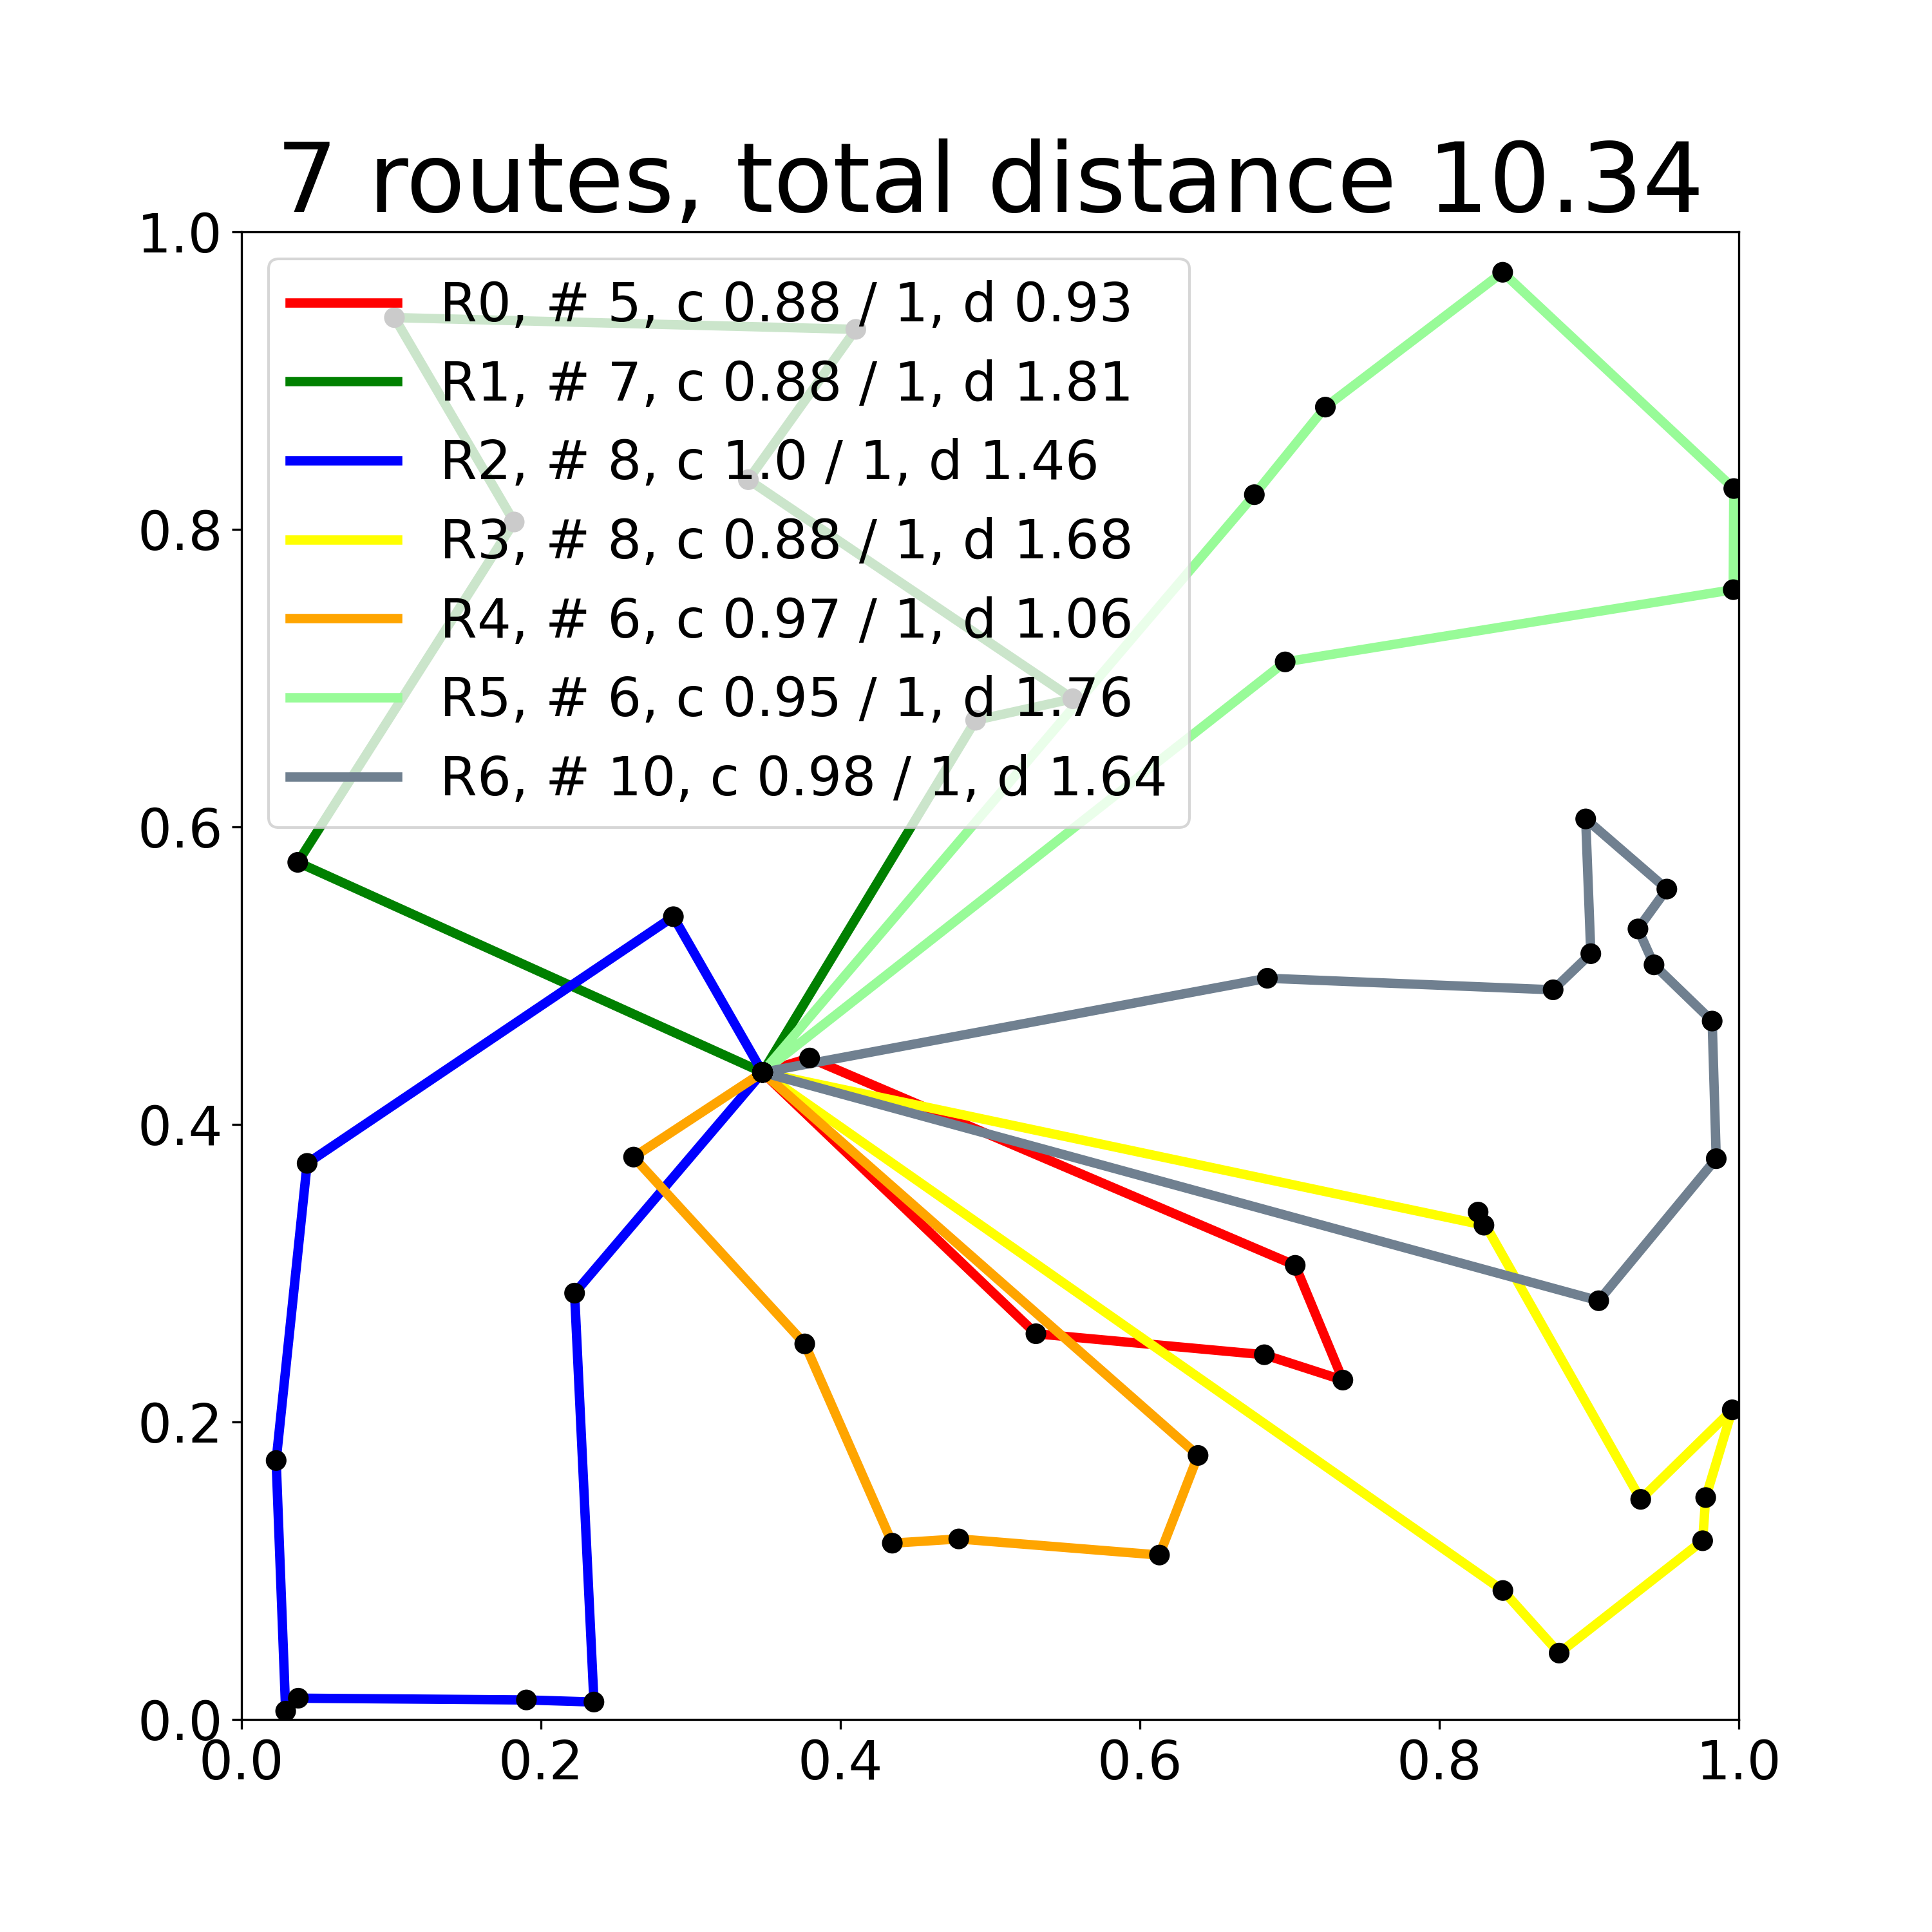 7 routes, total distance 10.34
1.0
0.8
0.6
0.4
0.2
0.0
R0, # 5, c 0.88 / 1, d 0.93
R1, # 7, c 0.88 / 1, d 1.81
R2, # 8, c 1.0 / 1, d 1.46
R3, # 8, c 0.88 / 1, d 1.68
R4, # 6, c 0.97 / 1, d 1.06
R5, # 6, c 0.95 / 1, d 1.76
R6, # 10, c 0.98 / 1, d 1.64
0.0 0.2 0.4 0.6 0.8 1.0